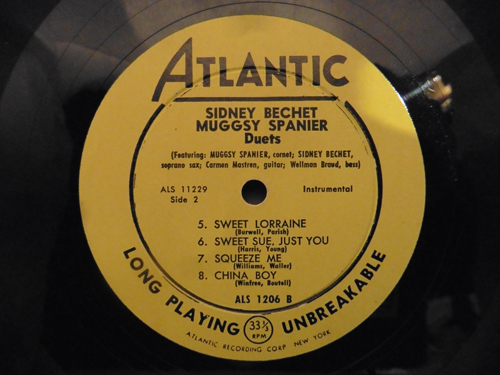 ATLANTIC
SIDNEY BECHET
MUGGSY SPANIER
Duets
(Featuring: MUGGSY SPANIER, cornet; SIDNEY BECHET,
soprano sax; Carmen Mastren, guitar; Wellman Braud, bass)
ALS 11229 Instrumental
Side 2
5. SWEET LORRAINE
(Burwell, Parish)
6. SWEET SUE, JUST YOU
(Harris, Young)
7. SQUEEZE ME
(Williams, Waller)
8. CHINA BOY
(Winfree, Boutell)
ALS 1206 B
LONG PLAYING 33 1/3 RPM UNBREAKABLE
ATLANTIC RECORDING CORP. NEW YORK